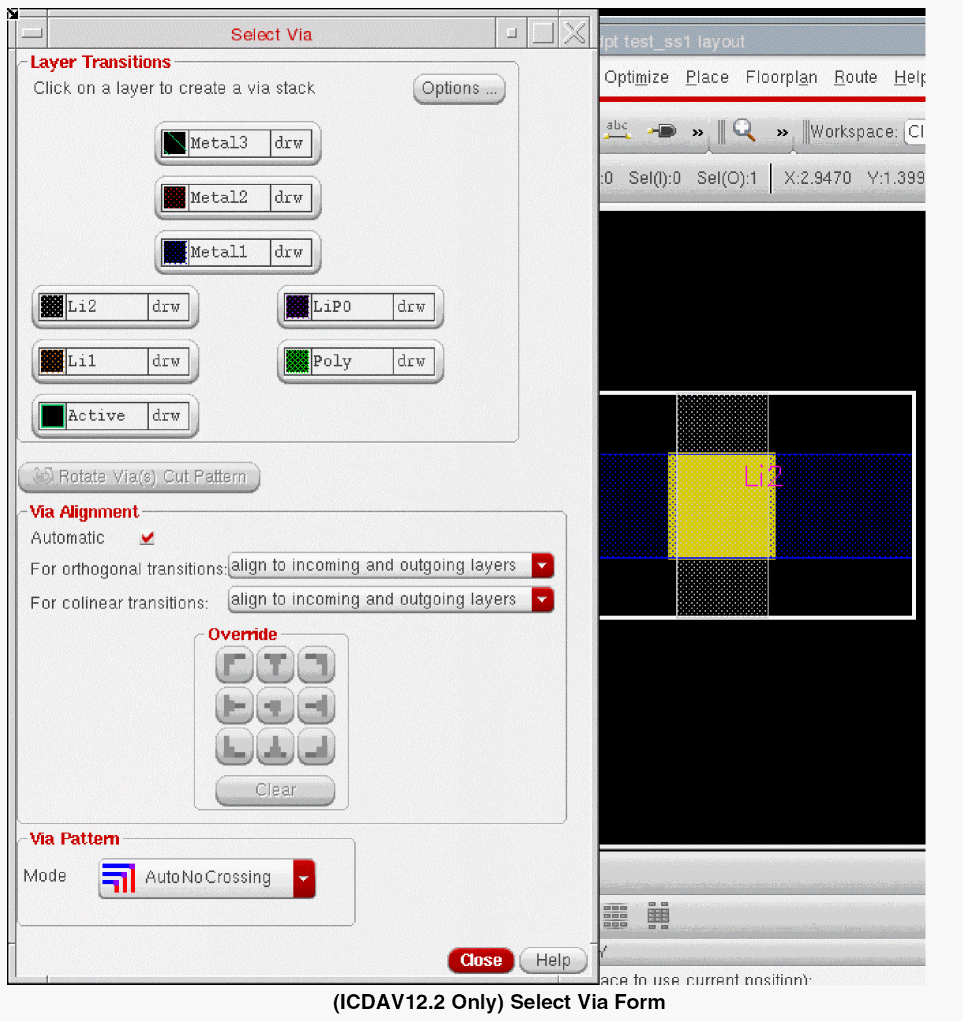 Select Via
Layer Transitions
Click on a layer to create a via stack
Options ...
Metal3 drw
Metal2 drw
Metal1 drw
Li2 drw
LiP0 drw
Li1 drw
Poly drw
Active drw
Rotate Via(s) Cut Pattern
Via Alignment
Automatic
For orthogonal transitions: align to incoming and outgoing layers
For colinear transitions: align to incoming and outgoing layers
Override
Clear
Via Pattern
Mode AutoNoCrossing
Close Help
pt test_ss1 layout
Optimize Place Floorplan Route Help
abc » » Workspace: Cl
:0 Sel(I):0 Sel(O):1 X:2.9470 Y:1.399
Li2
ace to use current position):
(ICDAV12.2 Only) Select Via Form